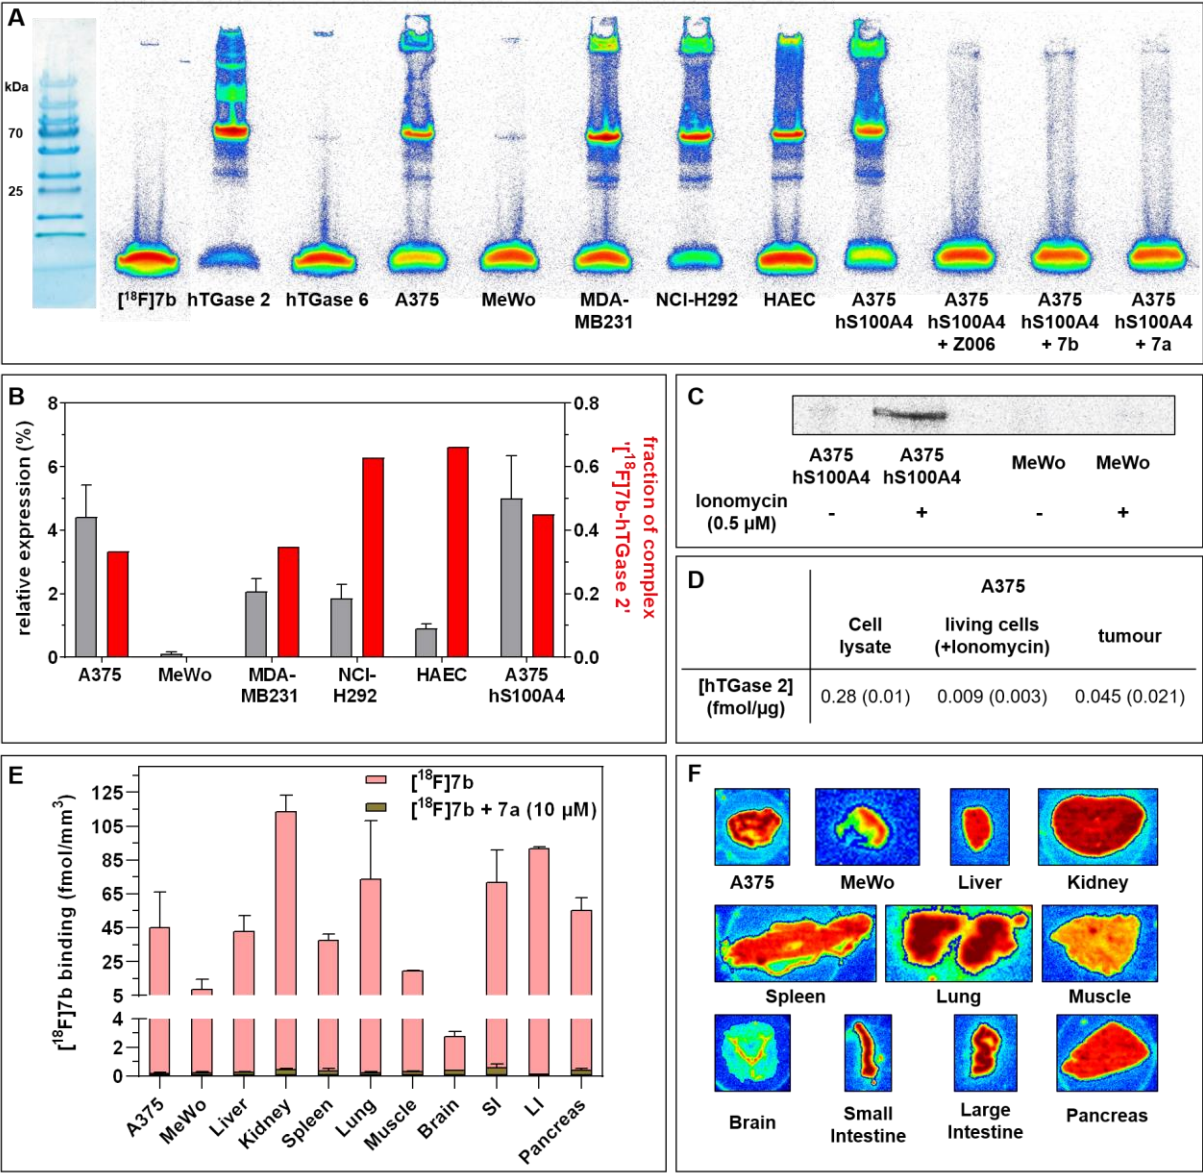 A
kDa
70
25
[¹⁸F]7b hTGase 2 hTGase 6 A375 MeWo MDA- NCI-H292 HAEC A375 A375 A375 A375
MB231 hS100A4 hS100A4 hS100A4 hS100A4
+ Z006 + 7b + 7a
B
relative expression (%)
8
6
4
2
0
0.8
0.6
0.4
0.2
0.0
fraction of complex
'[¹⁸F]7b-hTGase 2'
A375 MeWo MDA- NCI- HAEC A375
MB231 H292 hS100A4
C
A375 A375 MeWo MeWo
hS100A4 hS100A4
Ionomycin
(0.5 µM) - + - +
D
A375
Cell living cells tumour
lysate (+Ionomycin)
[hTGase 2] 0.28 (0.01) 0.009 (0.003) 0.045 (0.021)
(fmol/µg)
E
[¹⁸F]7b binding (fmol/mm³)
[¹⁸F]7b
[¹⁸F]7b + 7a (10 µM)
125
105
85
65
45
25
5
4
2
0
A375 MeWo Liver Kidney Spleen Lung Muscle Brain SI LI Pancreas
F
A375 MeWo Liver Kidney
Spleen Lung Muscle
Brain Small Large Pancreas
Intestine Intestine